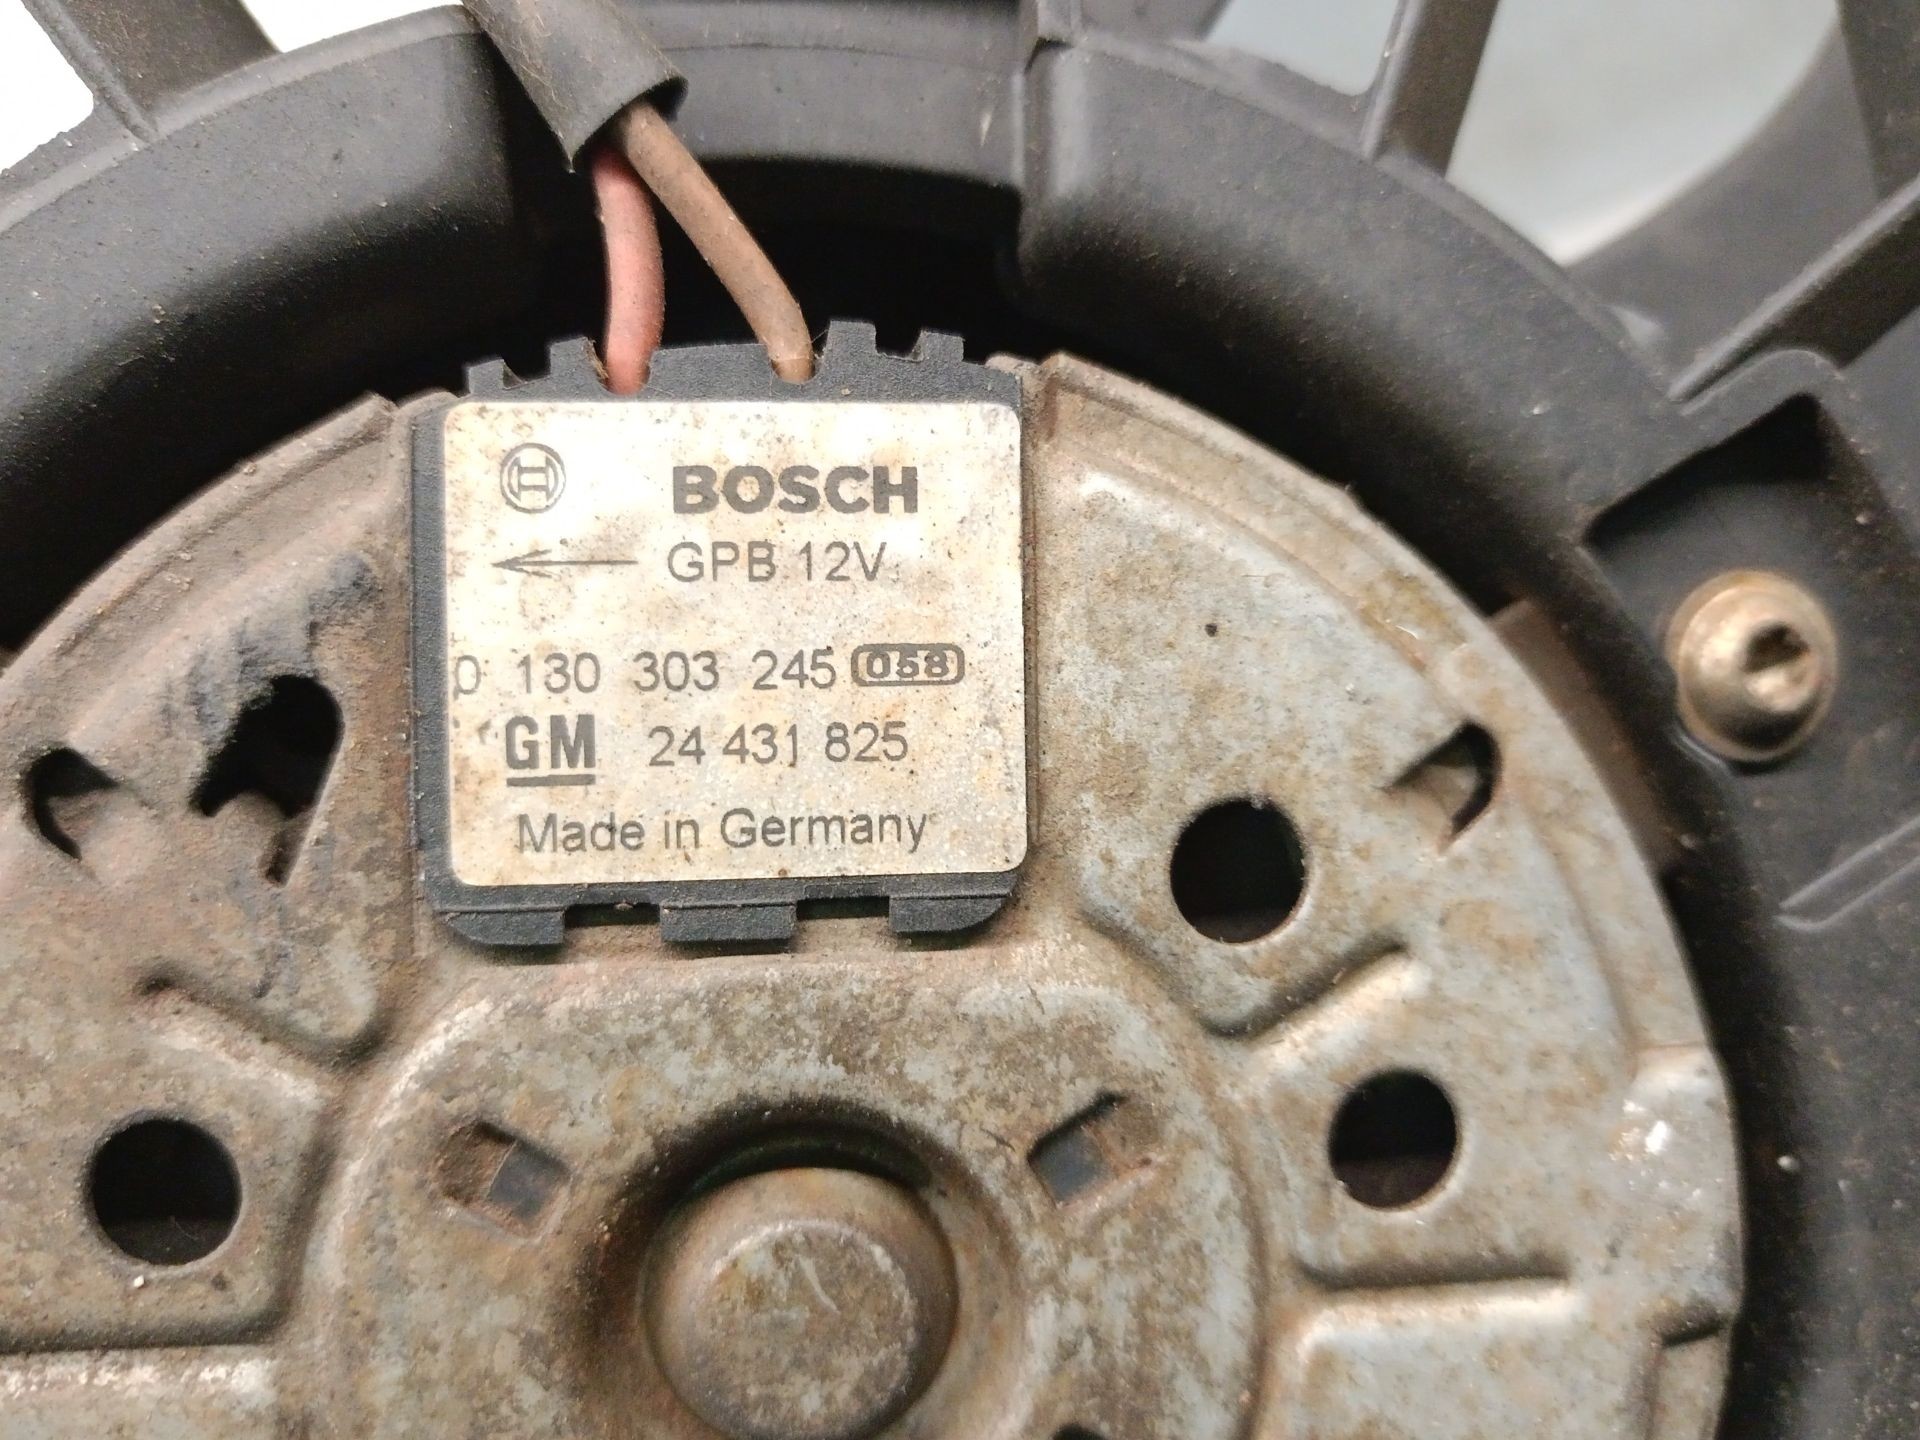 BOSCH
GPB 12V
0 130 303 245 058
GM 24 431 825
Made in Germany